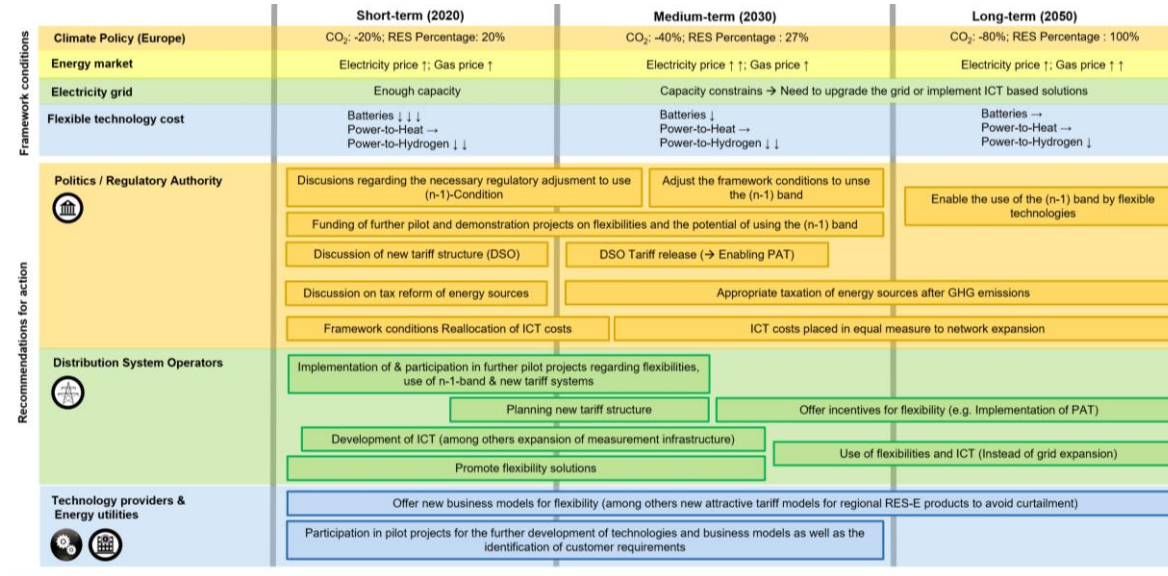 Short-term (2020)
Medium-term (2030)
Long-term (2050)
Framework conditions
Climate Policy (Europe)
CO2: -20%; RES Percentage: 20%
CO2: -40%; RES Percentage : 27%
CO2: -80%; RES Percentage : 100%
Energy market
Electricity price ↑; Gas price ↑
Electricity price ↑ ↑; Gas price ↑
Electricity price ↑; Gas price ↑ ↑
Electricity grid
Enough capacity
Capacity constrains → Need to upgrade the grid or implement ICT based solutions
Flexible technology cost
Batteries ↓ ↓ ↓
Power-to-Heat →
Power-to-Hydrogen ↓ ↓
Batteries ↓
Power-to-Heat →
Power-to-Hydrogen ↓ ↓
Batteries →
Power-to-Heat →
Power-to-Hydrogen ↓
Recommendations for action
Politics / Regulatory Authority
Discusions regarding the necessary regulatory adjusment to use
(n-1)-Condition
Adjust the framework conditions to unse
the (n-1) band
Enable the use of the (n-1) band by flexible
technologies
Funding of further pilot and demonstration projects on flexibilities and the potential of using the (n-1) band
Discussion of new tariff structure (DSO)
DSO Tariff release (→ Enabling PAT)
Discussion on tax reform of energy sources
Appropriate taxation of energy sources after GHG emissions
Framework conditions Reallocation of ICT costs
ICT costs placed in equal measure to network expansion
Distribution System Operators
Implementation of & participation in further pilot projects regarding flexibilities,
use of n-1-band & new tariff systems
Planning new tariff structure
Offer incentives for flexibility (e.g. Implementation of PAT)
Development of ICT (among others expansion of measurement infrastructure)
Use of flexibilities and ICT (Instead of grid expansion)
Promote flexibility solutions
Technology providers &
Energy utilities
Offer new business models for flexibility (among others new attractive tariff models for regional RES-E products to avoid curtailment)
Participation in pilot projects for the further development of technologies and business models as well as the
identification of customer requirements